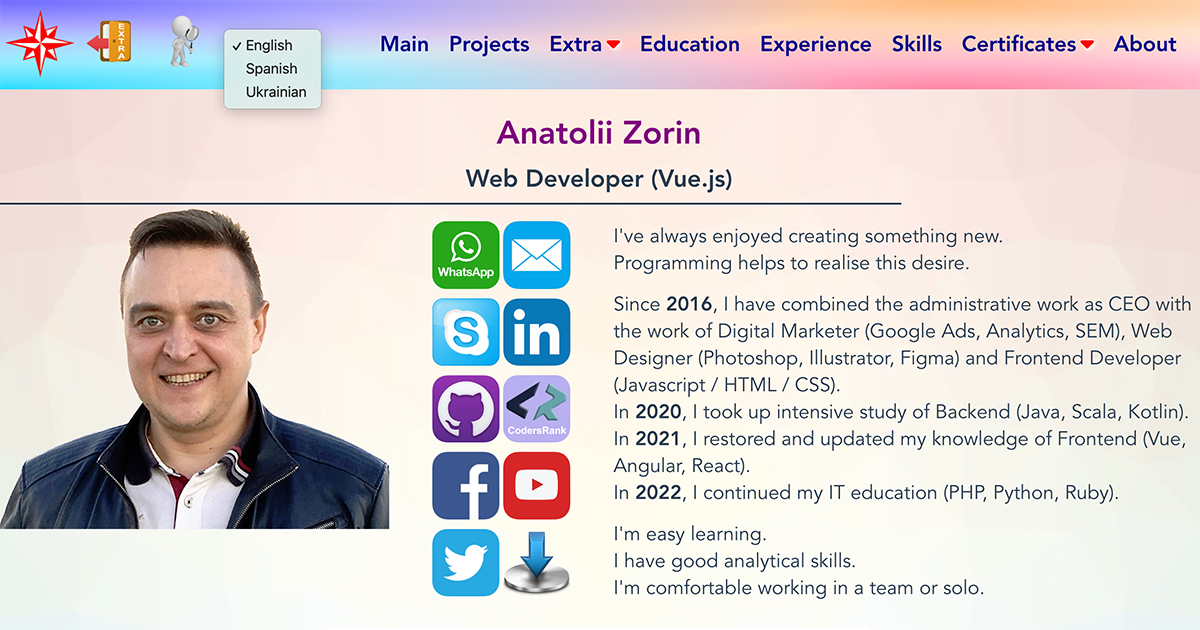 EXTRA
✓ English
Spanish
Ukrainian
Main Projects Extra Education Experience Skills Certificates About
Anatolii Zorin
Web Developer (Vue.js)
WhatsApp
in
CodersRank
I've always enjoyed creating something new.
Programming helps to realise this desire.
Since 2016, I have combined the administrative work as CEO with
the work of Digital Marketer (Google Ads, Analytics, SEM), Web
Designer (Photoshop, Illustrator, Figma) and Frontend Developer
(Javascript / HTML / CSS).
In 2020, I took up intensive study of Backend (Java, Scala, Kotlin).
In 2021, I restored and updated my knowledge of Frontend (Vue,
Angular, React).
In 2022, I continued my IT education (PHP, Python, Ruby).
I'm easy learning.
I have good analytical skills.
I'm comfortable working in a team or solo.